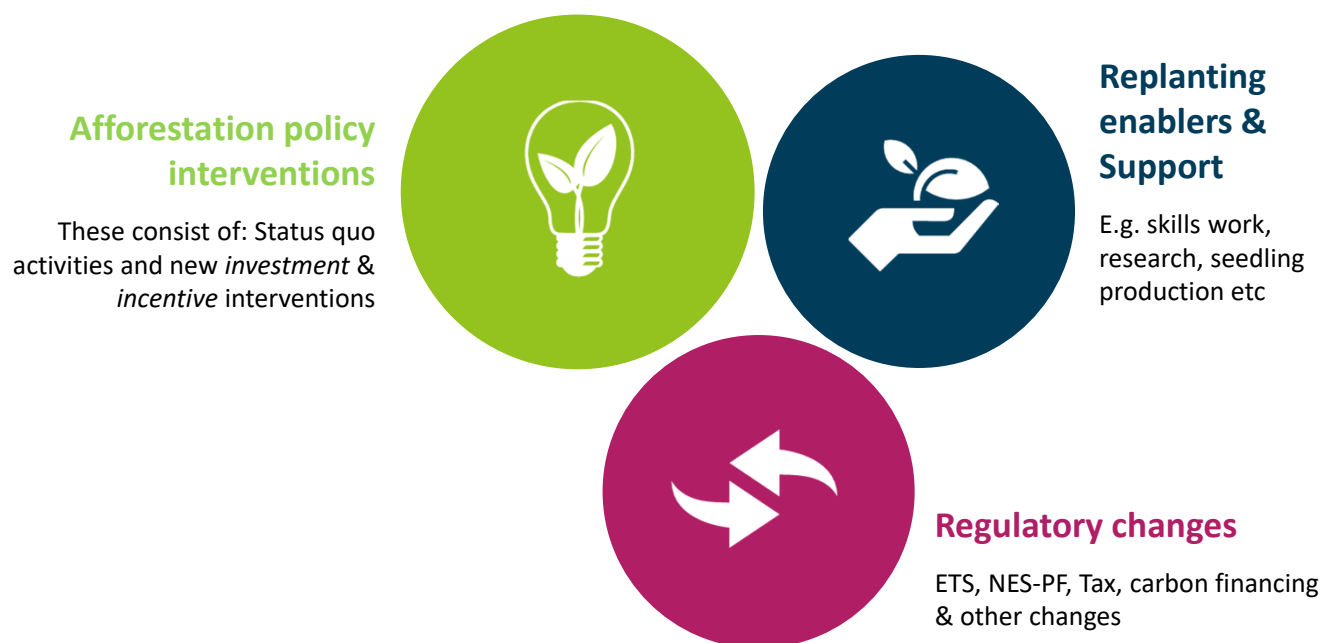 Afforestation policy
interventions
These consist of: Status quo
activities and new investment &
incentive interventions
Replanting
enablers &
Support
E.g. skills work,
research, seedling
production etc
Regulatory changes
ETS, NES-PF, Tax, carbon financing
& other changes